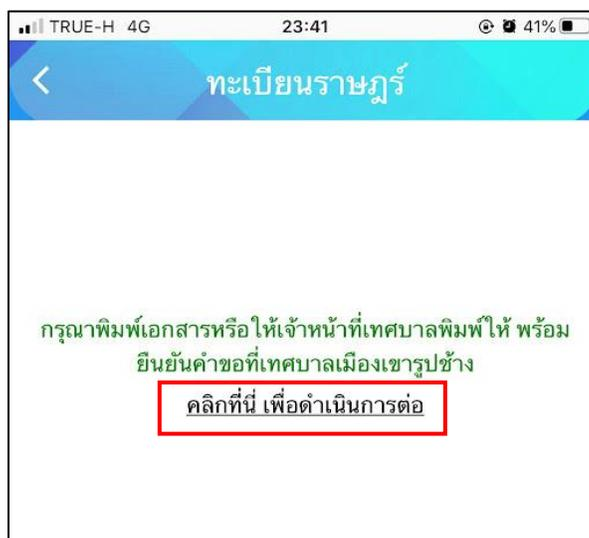 TRUE-H 4G 23:41 41%
ทะเบียนราษฎร์
กรุณาพิมพ์เอกสารหรือให้เจ้าหน้าที่เทศบาลพิมพ์ให้ พร้อม
ยืนยันคำขอที่เทศบาลเมืองเขารูปช้าง
คลิกที่นี่ เพื่อดำเนินการต่อ